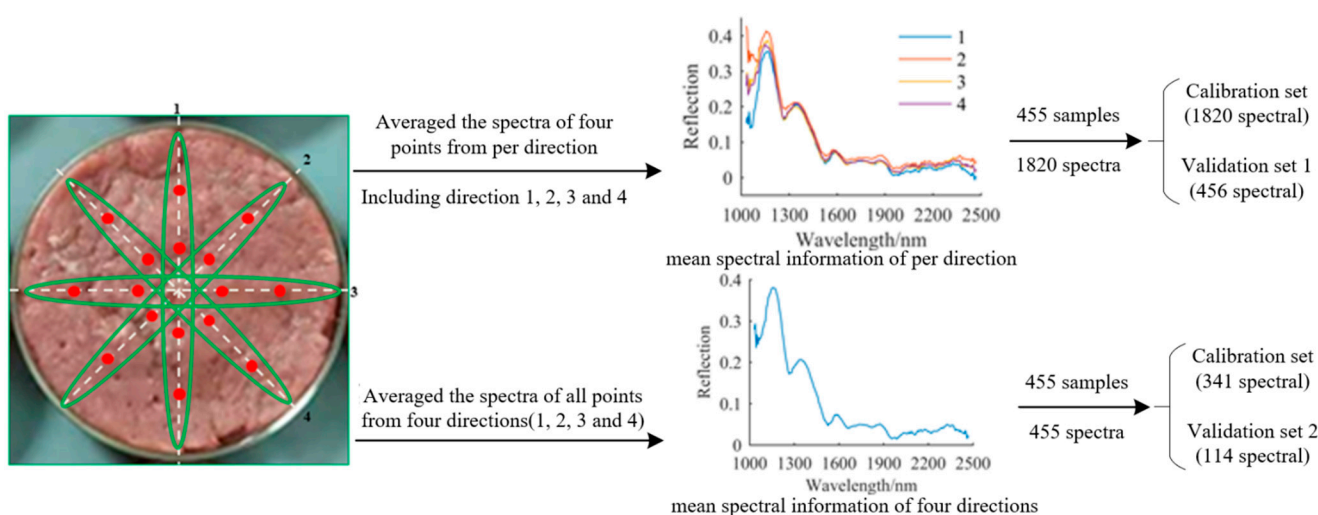 1
2
3
4
Averaged the spectra of four
points from per direction
Including direction 1, 2, 3 and 4
Averaged the spectra of all points
from four directions(1, 2, 3 and 4)
0.4
0.3
0.2
0.1
0
Reflection
1
2
3
4
1000 1300 1600 1900 2200 2500
Wavelength/nm
mean spectral information of per direction
0.4
0.3
0.2
0.1
0
Reflection
1000 1300 1600 1900 2200 2500
Wavelength/nm
mean spectral information of four directions
455 samples
1820 spectra
Calibration set
(1820 spectral)
Validation set 1
(456 spectral)
455 samples
455 spectra
Calibration set
(341 spectral)
Validation set 2
(114 spectral)